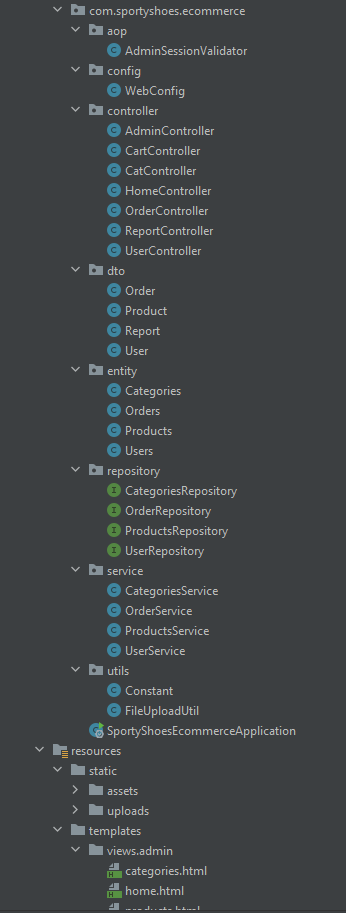 com.sportyshoes.ecommerce
aop
AdminSessionValidator
config
WebConfig
controller
AdminController
CartController
CatController
HomeController
OrderController
ReportController
UserController
dto
Order
Product
Report
User
entity
Categories
Orders
Products
Users
repository
CategoriesRepository
OrderRepository
ProductsRepository
UserRepository
service
CategoriesService
OrderService
ProductsService
UserService
utils
Constant
FileUploadUtil
SportyShoesEcommerceApplication
resources
static
assets
uploads
templates
views.admin
categories.html
home.html
products.html